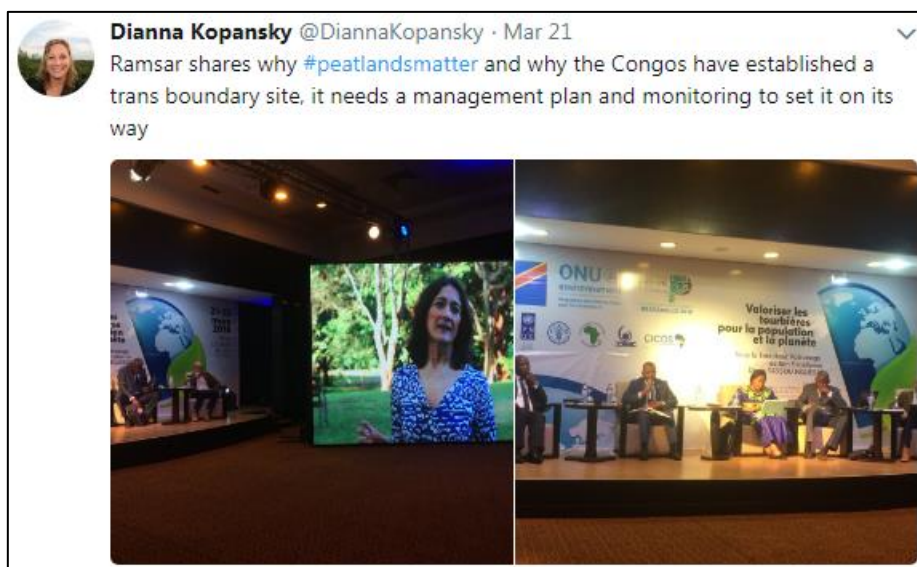 Dianna Kopansky @DiannaKopansky · Mar 21
Ramsar shares why #peatlandsmatter and why the Congos have established a
trans boundary site, it needs a management plan and monitoring to set it on its
way
mars
2018
ONU
Valoriser les
tourbières
pour la population
et la planète
CICOS